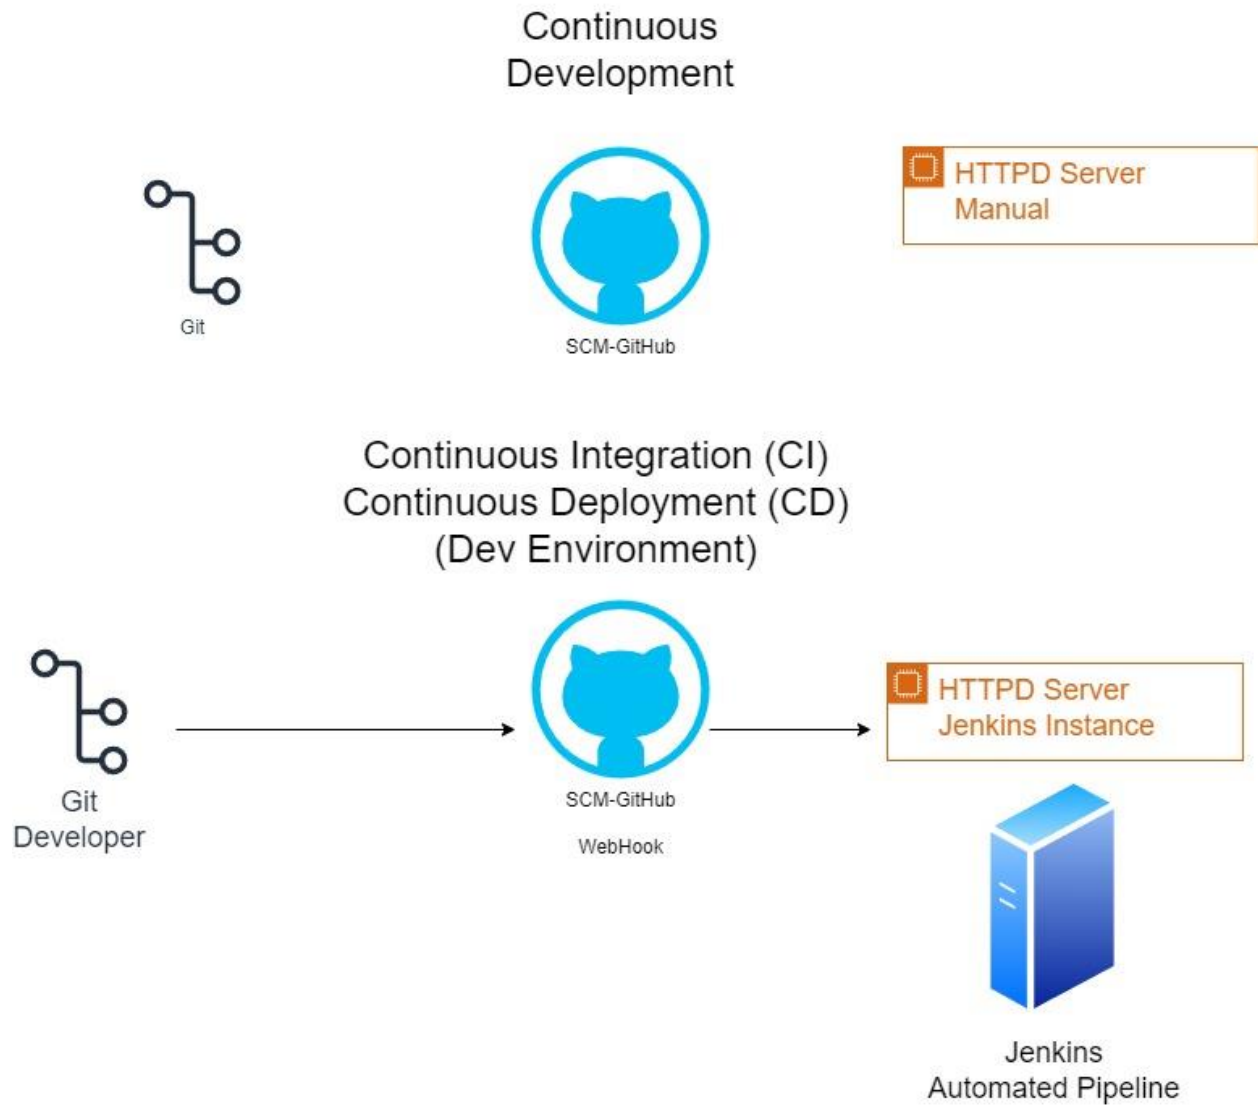 Continuous
Development
HTTPD Server
Manual
Git
SCM-GitHub
Continuous Integration (CI)
Continuous Deployment (CD)
(Dev Environment)
HTTPD Server
Jenkins Instance
Git
Developer
SCM-GitHub
WebHook
Jenkins
Automated Pipeline